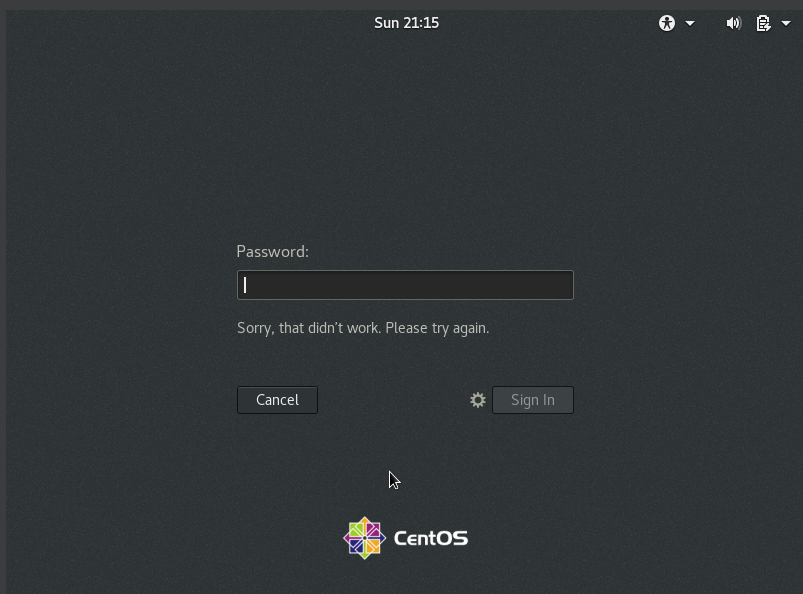 Sun 21:15
Password:
Sorry, that didn't work. Please try again.
Cancel
Sign In
CentOS